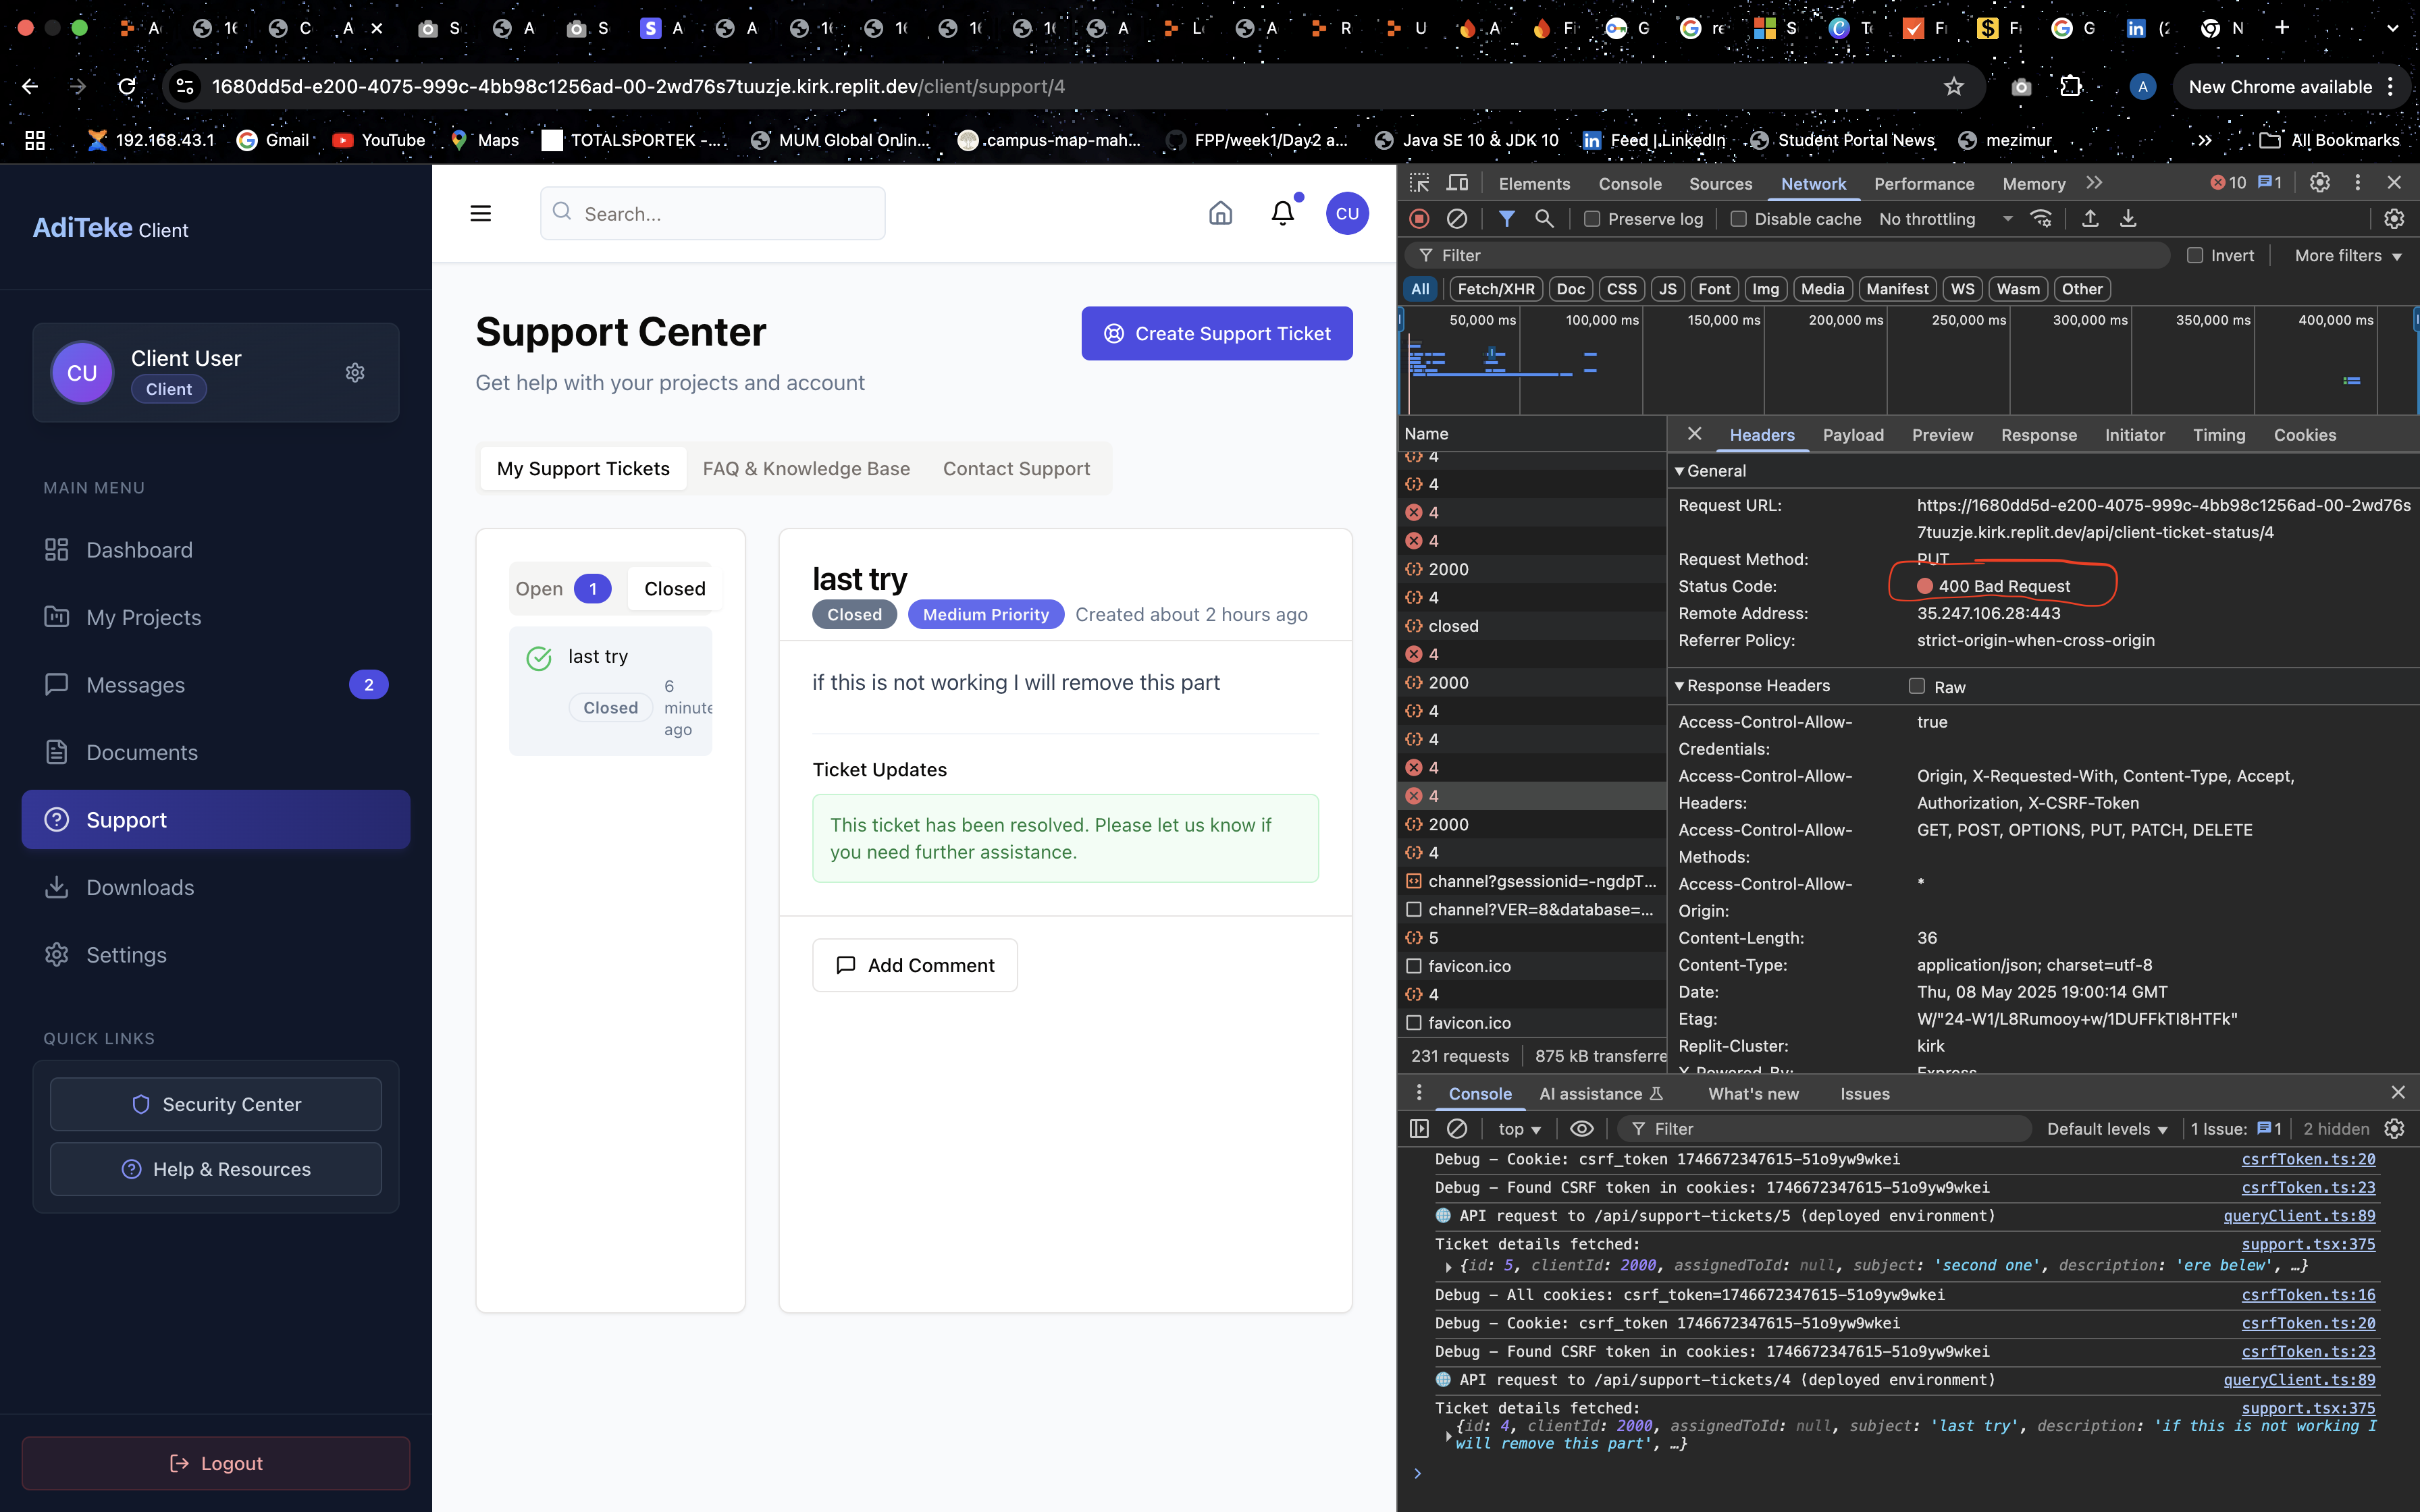 A
1€
C
A
S
A
S
A
A
1€
1€
1€
1€
A
L
A
R
U
A
Fi
G
re
S
Te
Fi
Fi
G
(2
N
1680dd5d-e200-4075-999c-4bb98c1256ad-00-2wd76s7tuuzje.kirk.replit.dev/client/support/4
A
New Chrome available
192.168.43.1
Gmail
YouTube
Maps
TOTALSPORTEK -...
MUM Global Onlin...
campus-map-mah...
FPP/week1/Day2 a...
Java SE 10 & JDK 10
Feed | LinkedIn
Student Portal News
mezimur
All Bookmarks
AdiTeke Client
CU
Client User
Client
MAIN MENU
Dashboard
My Projects
Messages
2
Documents
Support
Downloads
Settings
QUICK LINKS
Security Center
Help & Resources
Logout
Search...
CU
Support Center
Get help with your projects and account
Create Support Ticket
My Support Tickets
FAQ & Knowledge Base
Contact Support
Open 1
Closed
last try
Closed
6
minute
ago
last try
Closed
Medium Priority
Created about 2 hours ago
if this is not working I will remove this part
Ticket Updates
This ticket has been resolved. Please let us know if
you need further assistance.
Add Comment
Elements
Console
Sources
Network
Performance
Memory
10
1
Preserve log
Disable cache
No throttling
Filter
Invert
More filters
All
Fetch/XHR
Doc
CSS
JS
Font
Img
Media
Manifest
WS
Wasm
Other
50,000 ms
100,000 ms
150,000 ms
200,000 ms
250,000 ms
300,000 ms
350,000 ms
400,000 ms
Name
4
4
4
4
2000
4
closed
4
2000
4
4
4
4
2000
4
channel?gsessionid=-ngdpT...
channel?VER=8&database=...
5
favicon.ico
4
favicon.ico
231 requests
875 kB transferre
Headers
Payload
Preview
Response
Initiator
Timing
Cookies
General
Request URL:
https://1680dd5d-e200-4075-999c-4bb98c1256ad-00-2wd76s
7tuuzje.kirk.replit.dev/api/client-ticket-status/4
Request Method:
PUT
Status Code:
400 Bad Request
Remote Address:
35.247.106.28:443
Referrer Policy:
strict-origin-when-cross-origin
Response Headers
Raw
Access-Control-Allow-
Credentials:
true
Access-Control-Allow-
Headers:
Origin, X-Requested-With, Content-Type, Accept,
Authorization, X-CSRF-Token
Access-Control-Allow-
Methods:
GET, POST, OPTIONS, PUT, PATCH, DELETE
Access-Control-Allow-
Origin:
*
Content-Length:
36
Content-Type:
application/json; charset=utf-8
Date:
Thu, 08 May 2025 19:00:14 GMT
Etag:
W/"24-W1/L8Rumooy+w/1DUFFkTI8HTFk"
Replit-Cluster:
kirk
X-Powered-By:
Express
Console
AI assistance
What's new
Issues
top
Filter
Default levels
1 Issue:
1
2 hidden
Debug – Cookie: csrf_token 1746672347615-51o9yw9wkei
csrfToken.ts:20
Debug – Found CSRF token in cookies: 1746672347615-51o9yw9wkei
csrfToken.ts:23
API request to /api/support-tickets/5 (deployed environment)
queryClient.ts:89
Ticket details fetched:
support.tsx:375
{id: 5, clientId: 2000, assignedToId: null, subject: 'second one', description: 'ere belew', …}
Debug – All cookies: csrf_token=1746672347615-51o9yw9wkei
csrfToken.ts:16
Debug – Cookie: csrf_token 1746672347615-51o9yw9wkei
csrfToken.ts:20
Debug – Found CSRF token in cookies: 1746672347615-51o9yw9wkei
csrfToken.ts:23
API request to /api/support-tickets/4 (deployed environment)
queryClient.ts:89
Ticket details fetched:
support.tsx:375
{id: 4, clientId: 2000, assignedToId: null, subject: 'last try', description: 'if this is not working I
will remove this part', …}